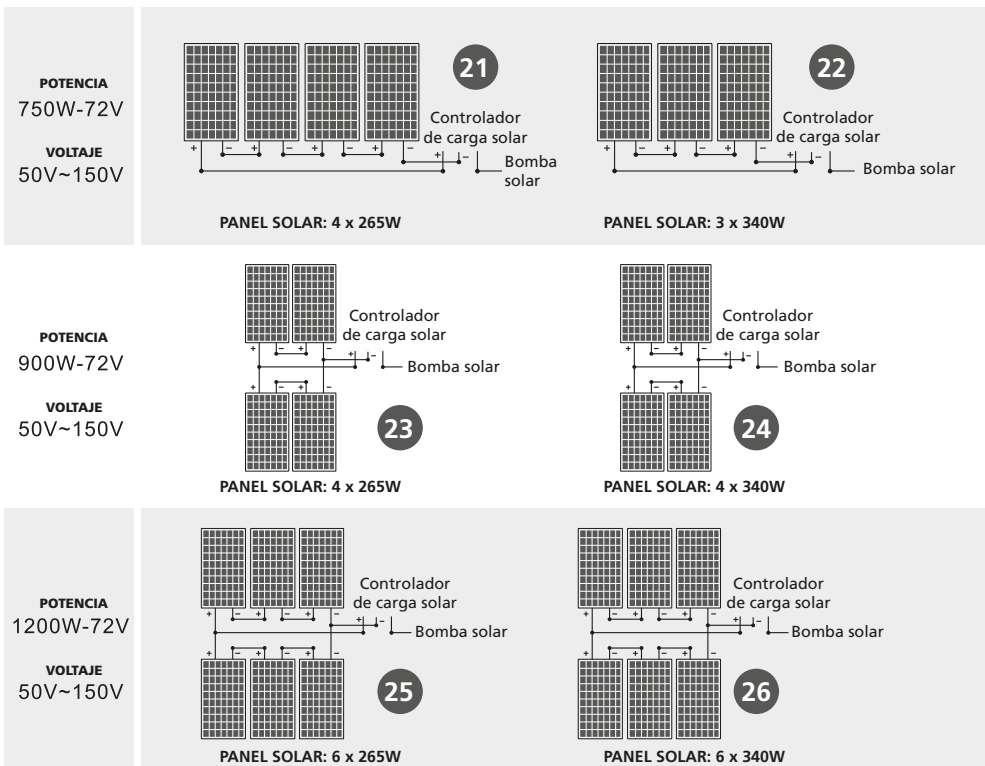 POTENCIA
750W-72V
VOLTAJE
50V~150V
21
Controlador
de carga solar
+ - + - + - + - + -
Bomba
solar
PANEL SOLAR: 4 x 265W
22
Controlador
de carga solar
+ - + - + - + -
Bomba solar
PANEL SOLAR: 3 x 340W
POTENCIA
900W-72V
VOLTAJE
50V~150V
Controlador
de carga solar
+ - + - + -
Bomba solar
+ - + -
23
PANEL SOLAR: 4 x 265W
Controlador
de carga solar
+ - + - + -
Bomba solar
+ - + -
24
PANEL SOLAR: 4 x 340W
POTENCIA
1200W-72V
VOLTAJE
50V~150V
Controlador
de carga solar
+ - + - + - + -
Bomba solar
+ - + - + -
25
PANEL SOLAR: 6 x 265W
Controlador
de carga solar
+ - + - + - + -
Bomba solar
+ - + - + -
26
PANEL SOLAR: 6 x 340W